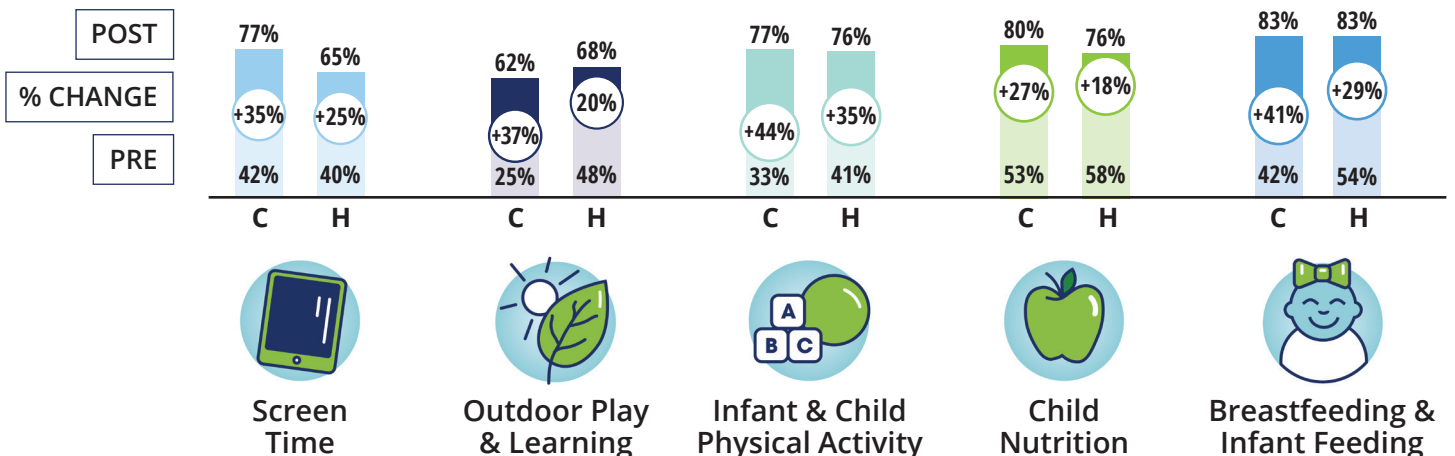 POST
% CHANGE
PRE
77%
+35%
42%
65%
+25%
40%
62%
+37%
25%
68%
20%
48%
77%
+44%
33%
76%
+35%
41%
80%
+27%
53%
76%
+18%
58%
83%
+41%
42%
83%
+29%
54%
C H C H C H C H C H
A
B C
Screen
Time
Outdoor Play
& Learning
Infant & Child
Physical Activity
Child
Nutrition
Breastfeeding &
Infant Feeding